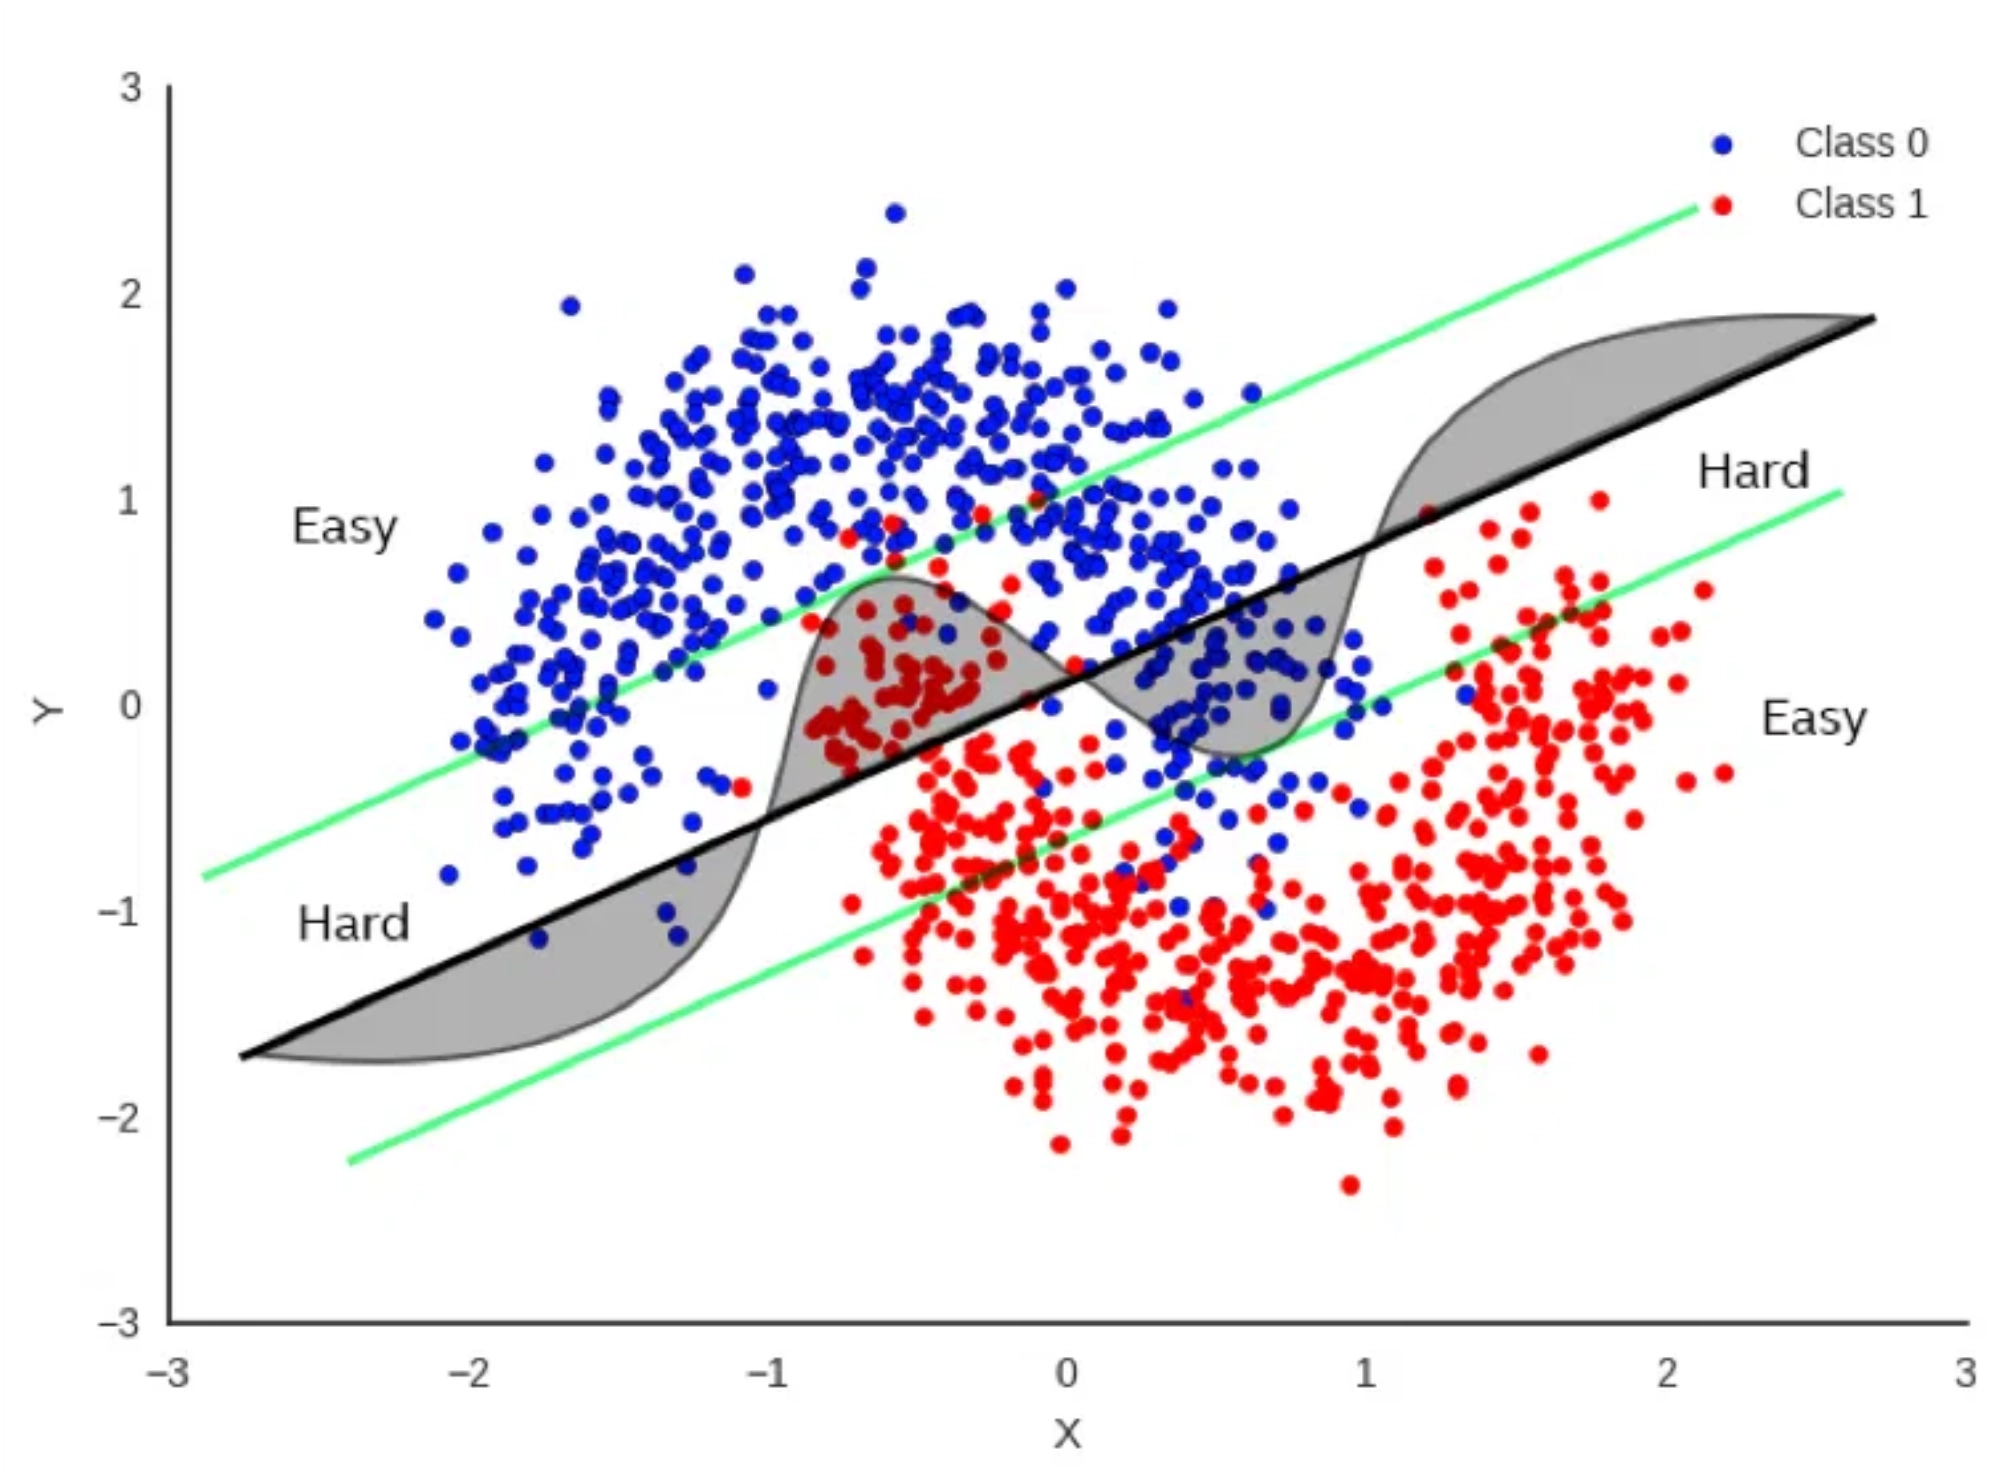 3
Class 0
Class 1
2
Hard
1
Easy
Y
0
Easy
Hard
−1
−2
−3
−3 −2 −1 0 1 2 3
X